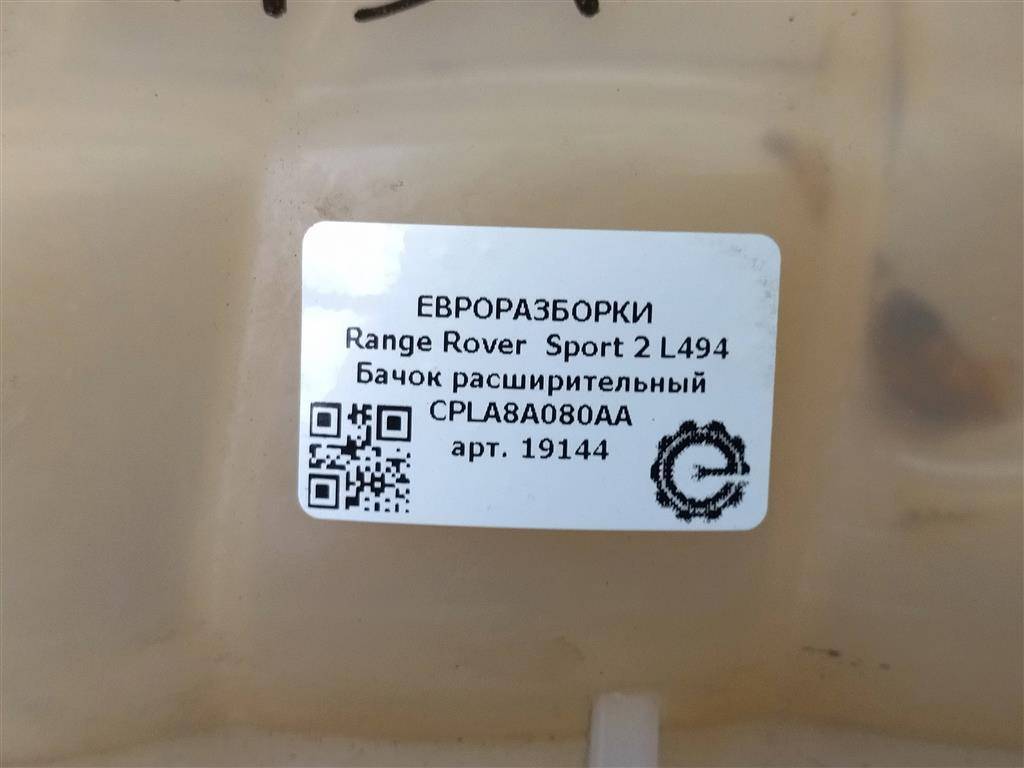 ЕВРОРАЗБОРКИ
Range Rover Sport 2 L494
Бачок расширительный
CPLA8A080AA
арт. 19144